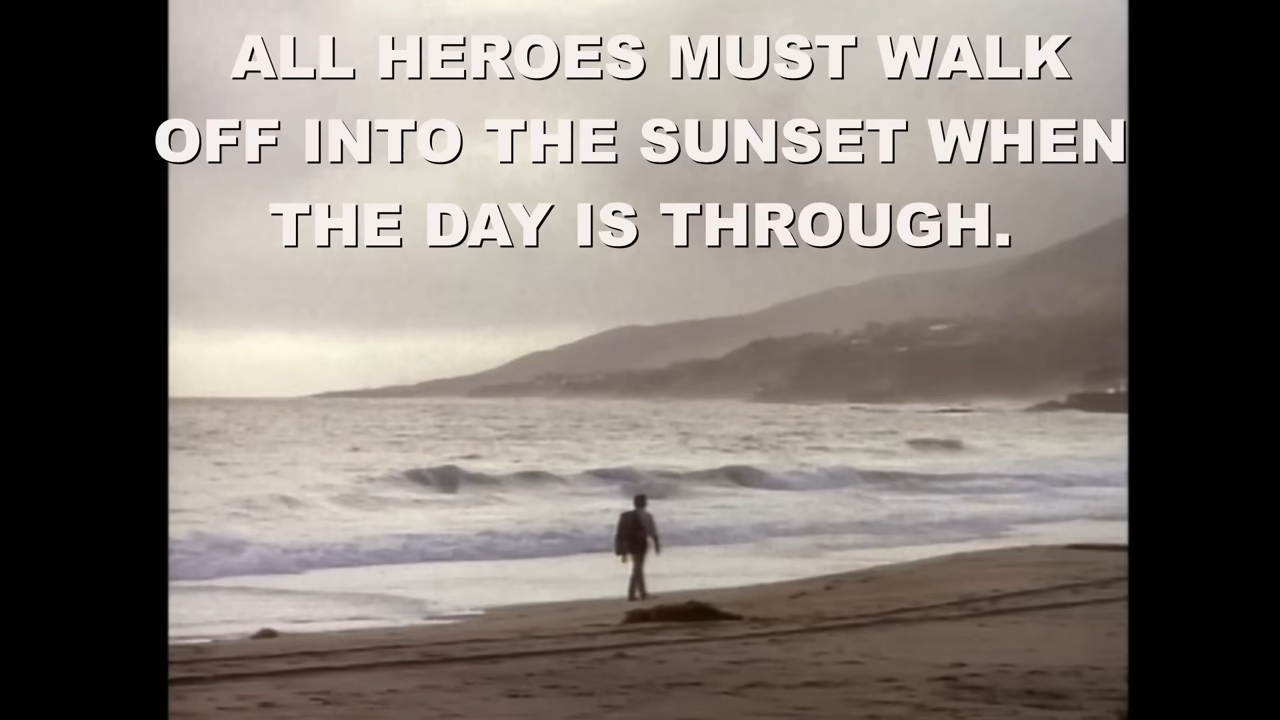 ALL HEROES MUST WALK
OFF INTO THE SUNSET WHEN
THE DAY IS THROUGH.